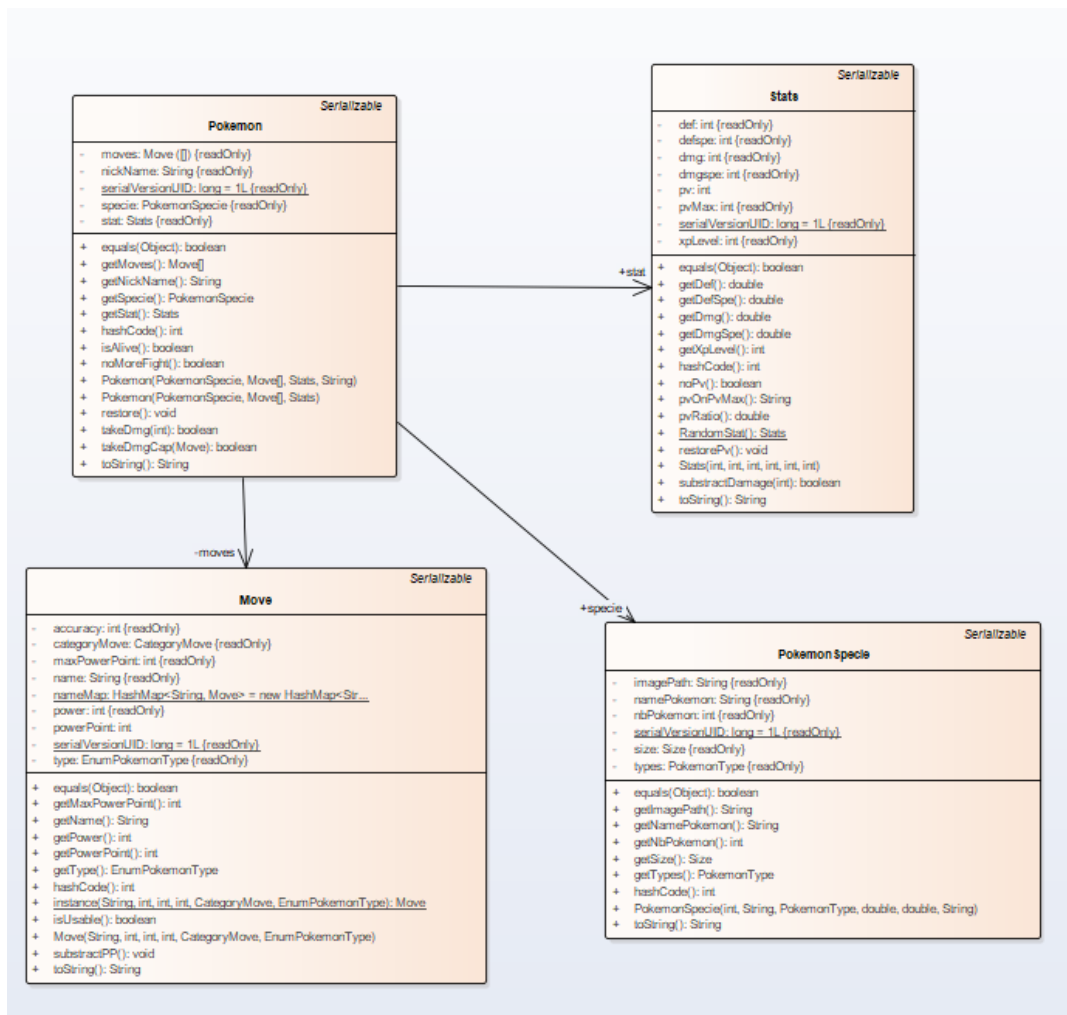 Serializable
Pokemon
- moves: Move ([]) {readOnly}
- nickName: String {readOnly}
- serialVersionUID: long = 1L {readOnly}
- specie: PokemonSpecie {readOnly}
- stat: Stats {readOnly}
+ equals(Object): boolean
+ getMoves(): Move[]
+ getNickName(): String
+ getSpecie(): PokemonSpecie
+ getStat(): Stats
+ hashCode(): int
+ isAlive(): boolean
+ noMoreFight(): boolean
+ Pokemon(PokemonSpecie, Move[], Stats, String)
+ Pokemon(PokemonSpecie, Move[], Stats)
+ restore(): void
+ takeDmg(int): boolean
+ takeDmgCap(Move): boolean
+ toString(): String
Serializable
Stats
- def: int {readOnly}
- defspe: int {readOnly}
- dmg: int {readOnly}
- dmgspe: int {readOnly}
- pv: int
- pvMax: int {readOnly}
- serialVersionUID: long = 1L {readOnly}
- xpLevel: int {readOnly}
+ equals(Object): boolean
+ getDef(): double
+ getDefSpe(): double
+ getDmg(): double
+ getDmgSpe(): double
+ getXpLevel(): int
+ hashCode(): int
+ noPv(): boolean
+ pvOnPvMax(): String
+ pvRatio(): double
+ RandomStat(): Stats
+ restorePv(): void
+ Stats(int, int, int, int, int, int)
+ substractDamage(int): boolean
+ toString(): String
+stat
-moves
+specie
Serializable
Move
- accuracy: int {readOnly}
- categoryMove: CategoryMove {readOnly}
- maxPowerPoint: int {readOnly}
- name: String {readOnly}
- nameMap: HashMap<String, Move> = new HashMap<Str...
- power: int {readOnly}
- powerPoint: int
- serialVersionUID: long = 1L {readOnly}
- type: EnumPokemonType {readOnly}
+ equals(Object): boolean
+ getMaxPowerPoint(): int
+ getName(): String
+ getPower(): int
+ getPowerPoint(): int
+ getType(): EnumPokemonType
+ hashCode(): int
+ instance(String, int, int, int, CategoryMove, EnumPokemonType): Move
+ isUsable(): boolean
+ Move(String, int, int, int, CategoryMove, EnumPokemonType)
+ substractPP(): void
+ toString(): String
Serializable
PokemonSpecie
- imagePath: String {readOnly}
- namePokemon: String {readOnly}
- nbPokemon: int {readOnly}
- serialVersionUID: long = 1L {readOnly}
- size: Size {readOnly}
- types: PokemonType {readOnly}
+ equals(Object): boolean
+ getImagePath(): String
+ getNamePokemon(): String
+ getNbPokemon(): int
+ getSize(): Size
+ getTypes(): PokemonType
+ hashCode(): int
+ PokemonSpecie(int, String, PokemonType, double, double, String)
+ toString(): String